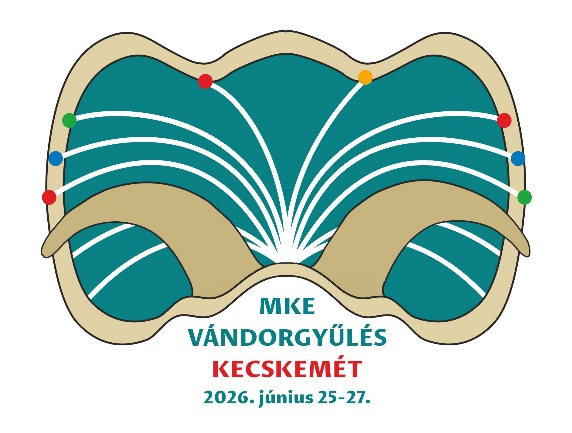 MKE
VÁNDORGYŰLÉS
KECSKEMÉT
2026. június 25-27.